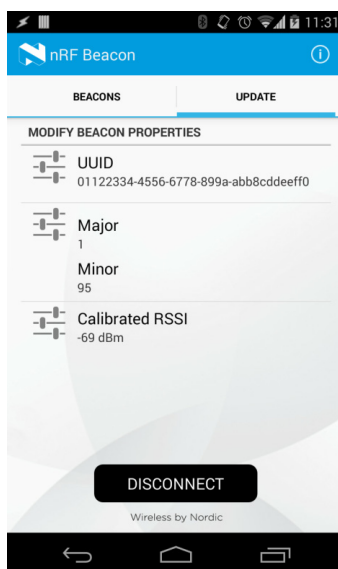 11:31
nRF Beacon
BEACONS
UPDATE
MODIFY BEACON PROPERTIES
UUID
01122334-4556-6778-899a-abb8cddeeff0
Major
1
Minor
95
Calibrated RSSI
-69 dBm
DISCONNECT
Wireless by Nordic